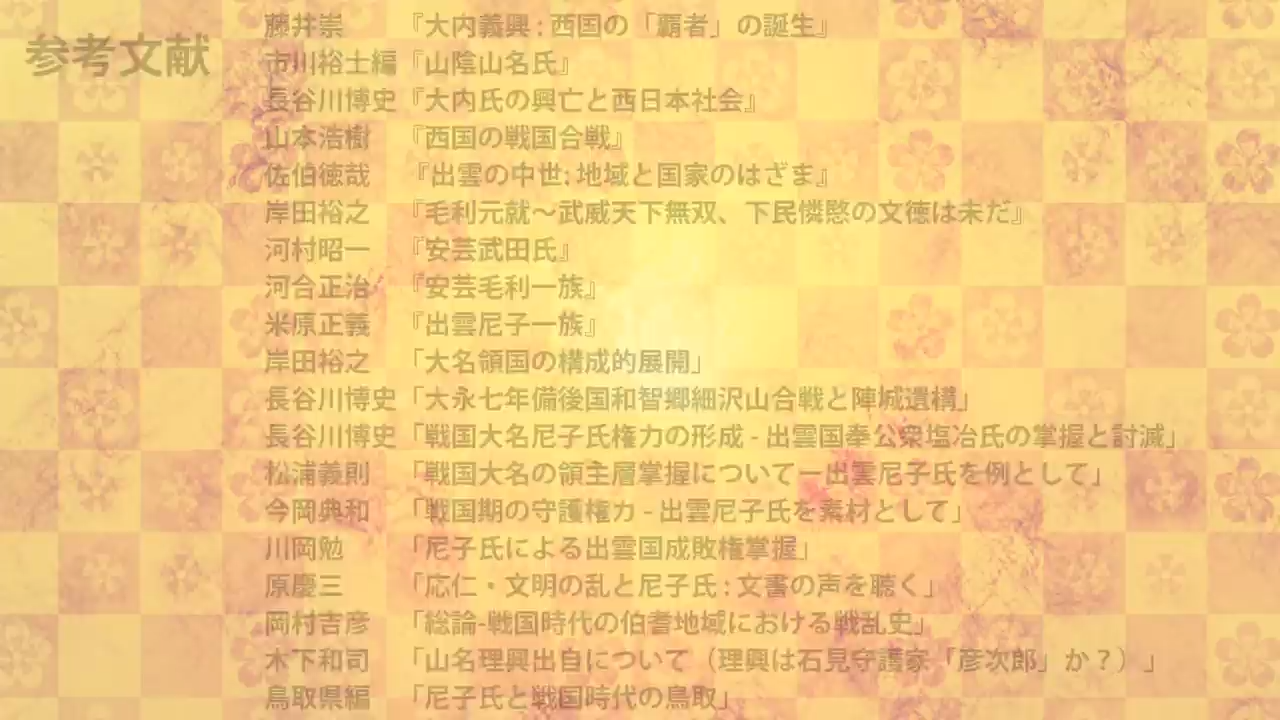 参考文献
藤井崇 『大内義興 : 西国の「覇者」の誕生』
市川裕士編 『山陰山名氏』
長谷川博史 『大内氏の興亡と西日本社会』
山本浩樹 『西国の戦国合戦』
佐伯徳哉 『出雲の中世: 地域と国家のはざま』
岸田裕之 『毛利元就～武威天下無双、下民憐愍の文徳は未だ』
河村昭一 『安芸武田氏』
河合正治 『安芸毛利一族』
米原正義 『出雲尼子一族』
岸田裕之 「大名領国の構成的展開」
長谷川博史 「大永七年備後国和智郷細沢山合戦と陣城遺構」
長谷川博史 「戦国大名尼子氏権力の形成 - 出雲国奉公衆塩冶氏の掌握と討滅」
松浦義則 「戦国大名の領主層掌握についてー出雲尼子氏を例として」
今岡典和 「戦国期の守護権力 - 出雲尼子氏を素材として」
川岡勉 「尼子氏による出雲国成敗権掌握」
原慶三 「応仁・文明の乱と尼子氏 : 文書の声を聴く」
岡村吉彦 「総論-戦国時代の伯耆地域における戦乱史」
木下和司 「山名理興出自について（理興は石見守護家「彦次郎」か？）」
鳥取県編 「尼子氏と戦国時代の鳥取」